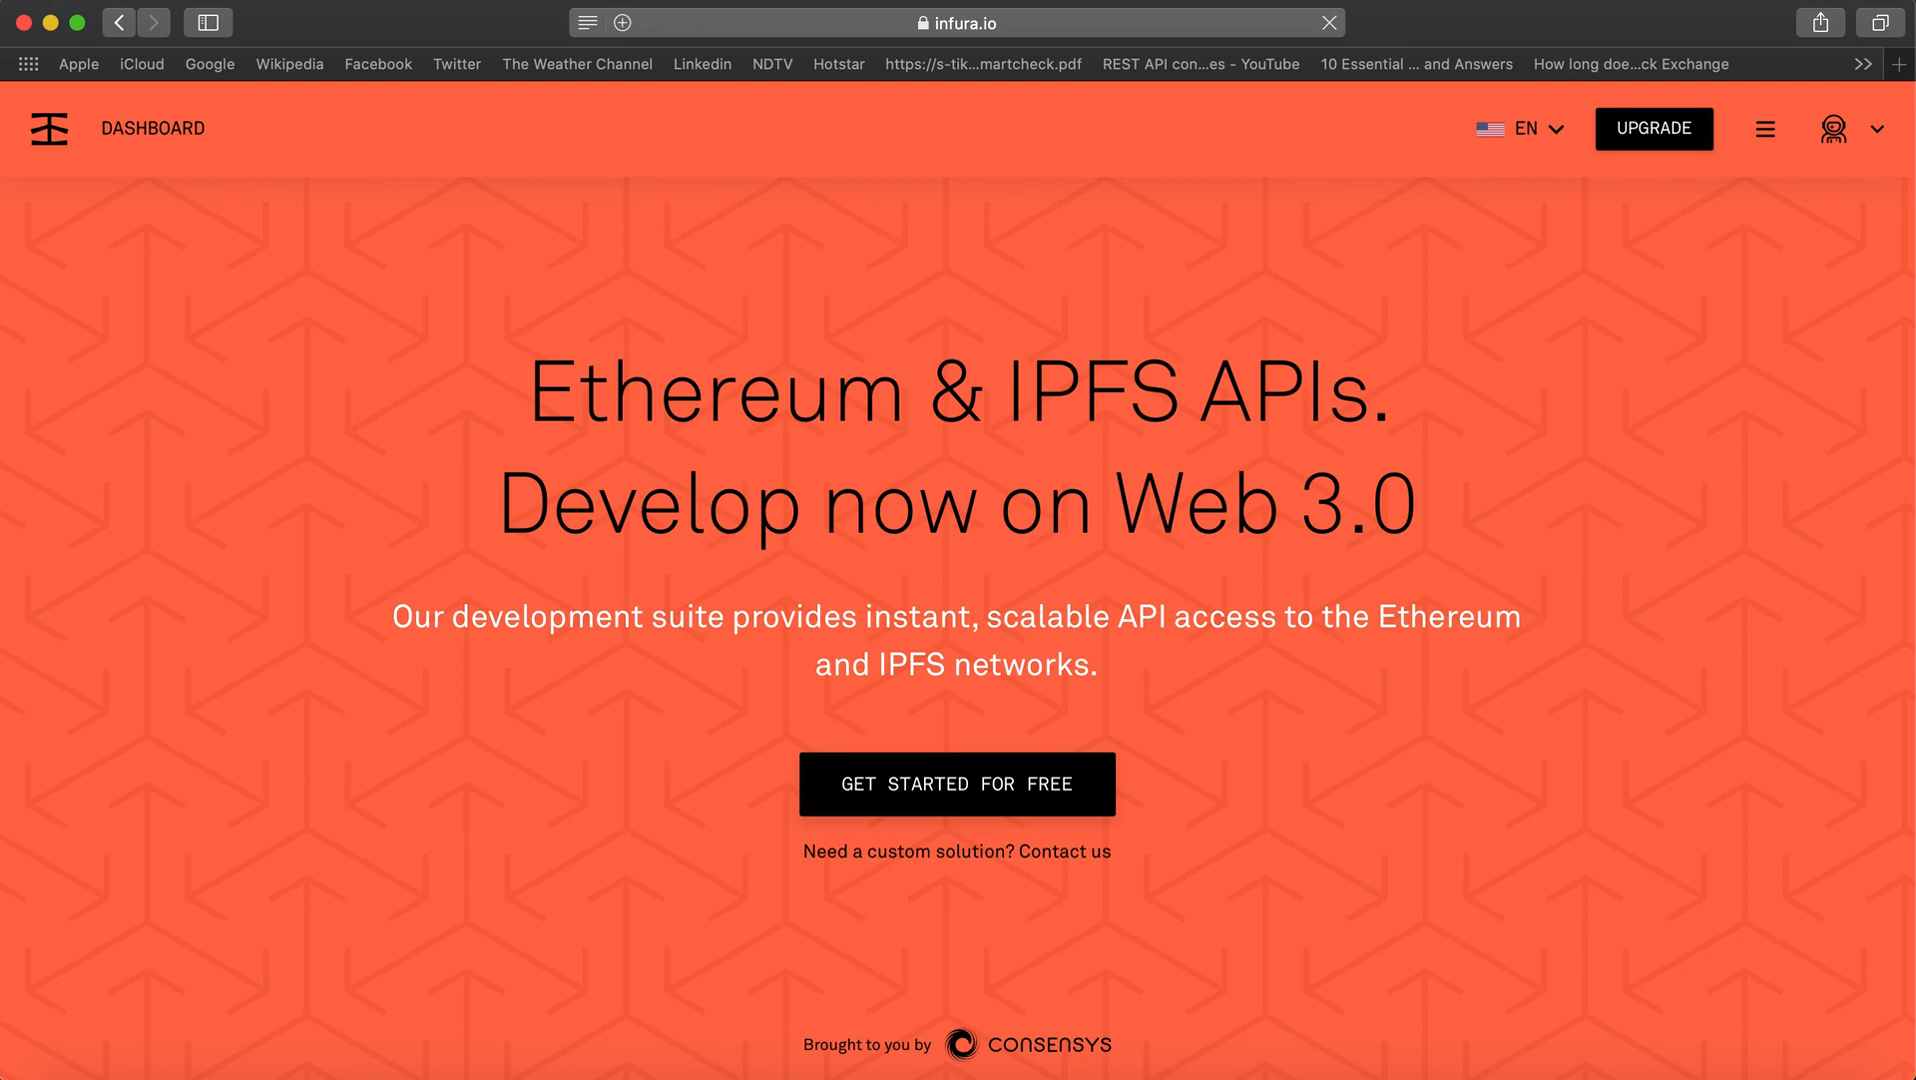 infura.io
Apple iCloud Google Wikipedia Facebook Twitter The Weather Channel Linkedin NDTV Hotstar https://s-tik...martcheck.pdf REST API con...es - YouTube 10 Essential ... and Answers How long doe...ck Exchange
DASHBOARD EN UPGRADE
Ethereum & IPFS APIs.
Develop now on Web 3.0
Our development suite provides instant, scalable API access to the Ethereum
and IPFS networks.
GET STARTED FOR FREE
Need a custom solution? Contact us
Brought to you by CONSENSYS